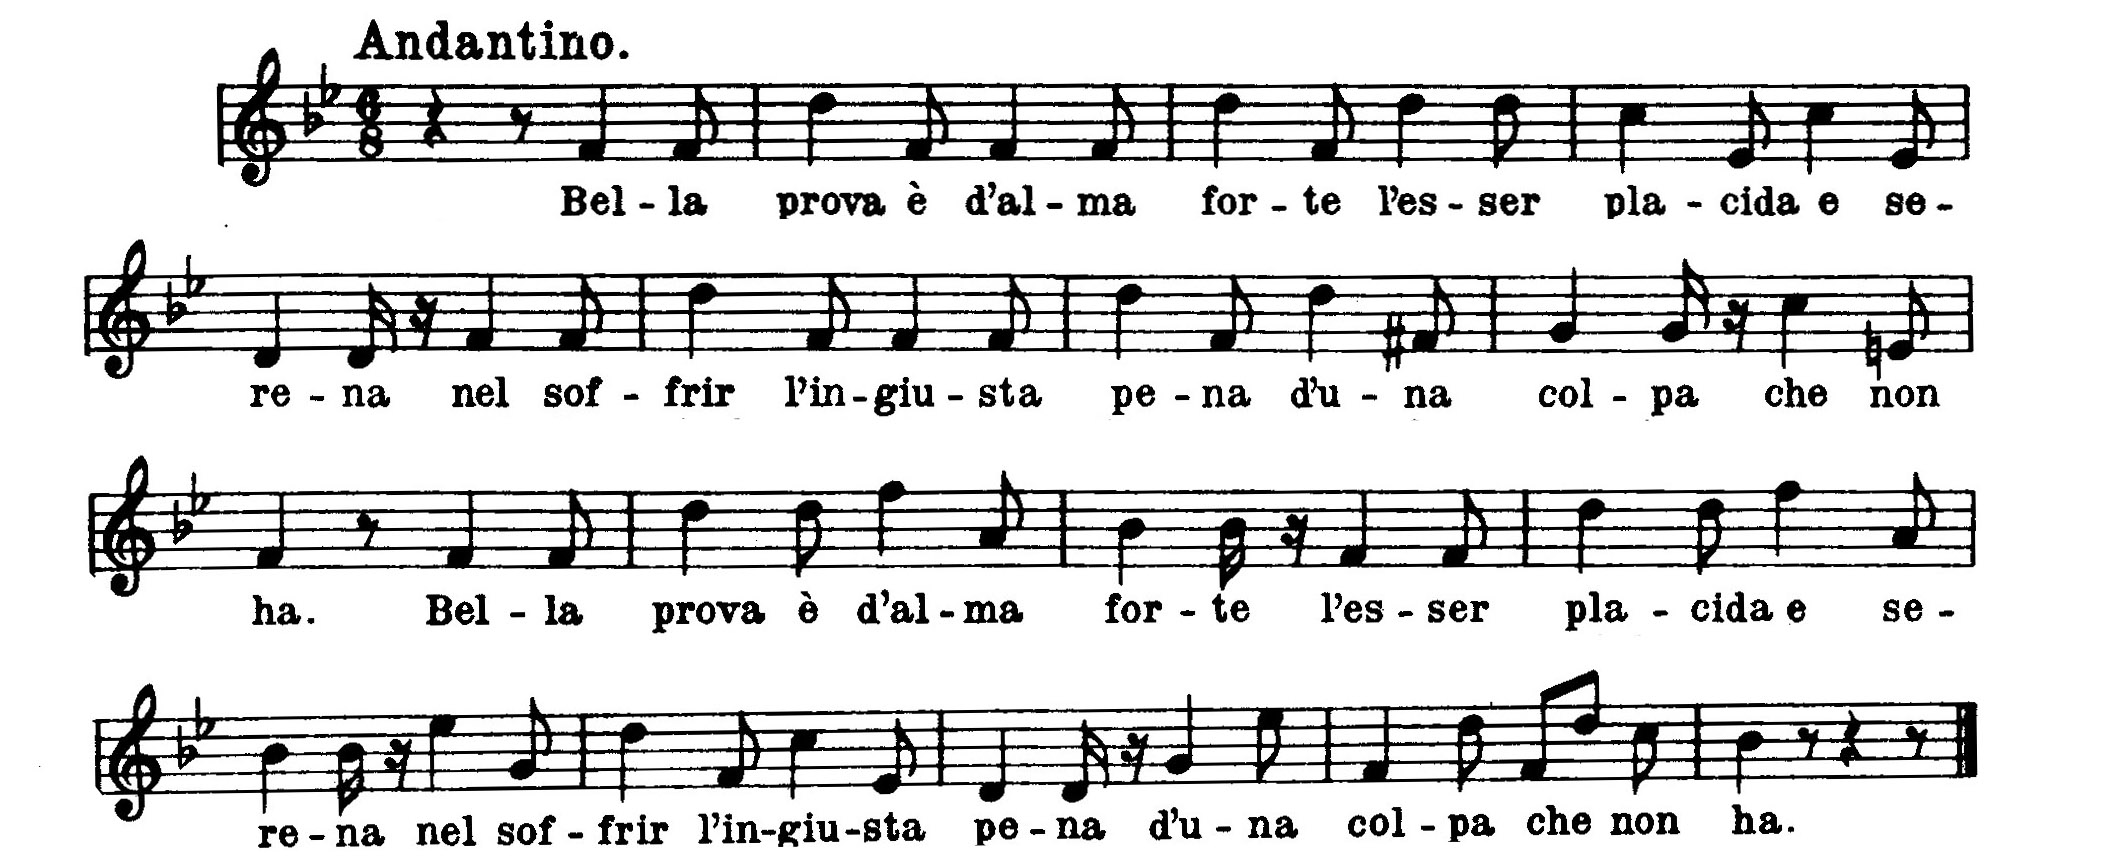 Andantino.
6
8
Bel - la prova è d'al - ma for - te l'es - ser pla - cida e se -
re - na nel sof - frir l'in - giu - sta pe - na d'u - na col - pa che non
ha. Bel - la prova è d'al - ma for - te l'es - ser pla - cida e se -
re - na nel sof - frir l'in - giu - sta pe - na d'u - na col - pa che non ha.